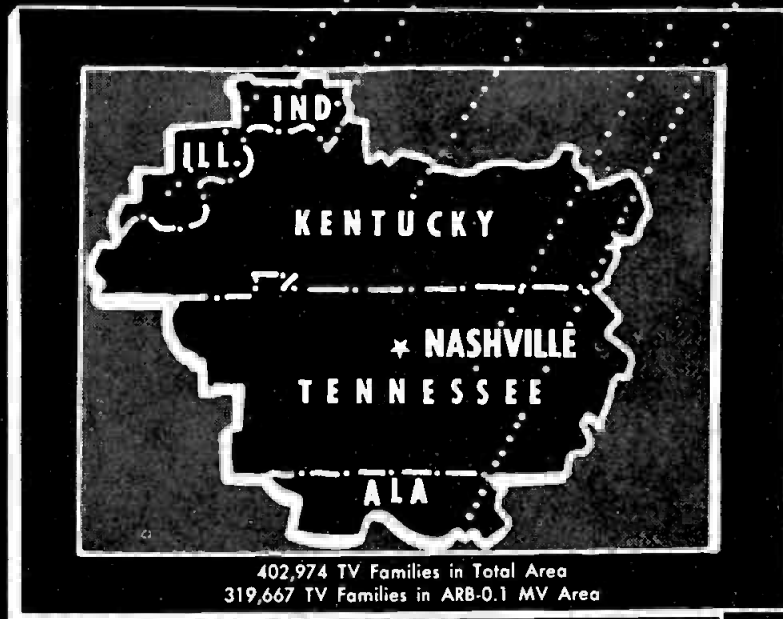 IND
ILL.
KENTUCKY
★ NASHVILLE
TENNESSEE
ALA
402,974 TV Families in Total Area
319,667 TV Families in ARB-0.1 MV Area